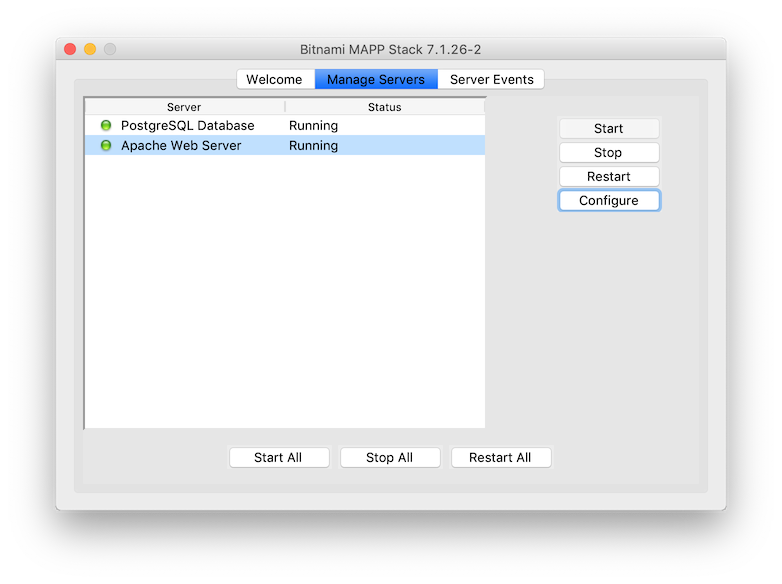 Bitnami MAPP Stack 7.1.26-2
Welcome Manage Servers Server Events
Server Status
PostgreSQL Database Running
Apache Web Server Running
Start
Stop
Restart
Configure
Start All Stop All Restart All